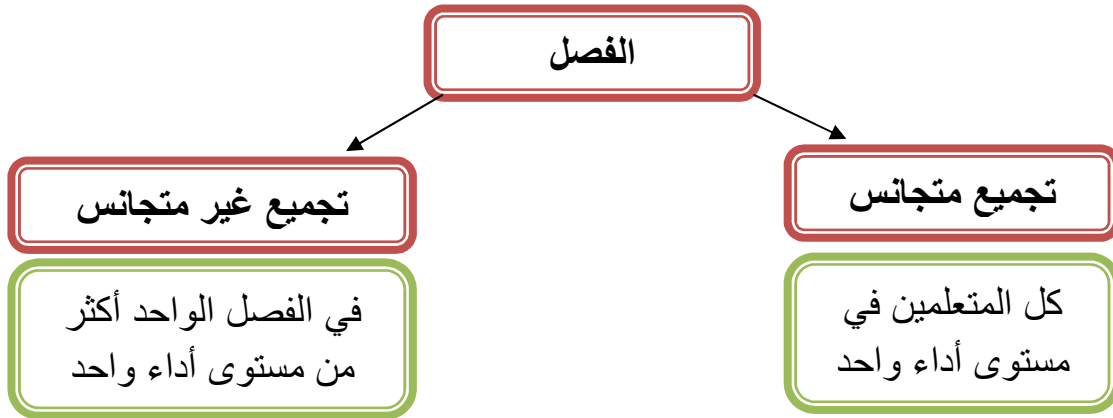 الفصل
تجميع متجانس
كل المتعلمين في
مستوى أداء واحد
تجميع غير متجانس
في الفصل الواحد أكثر
من مستوى أداء واحد